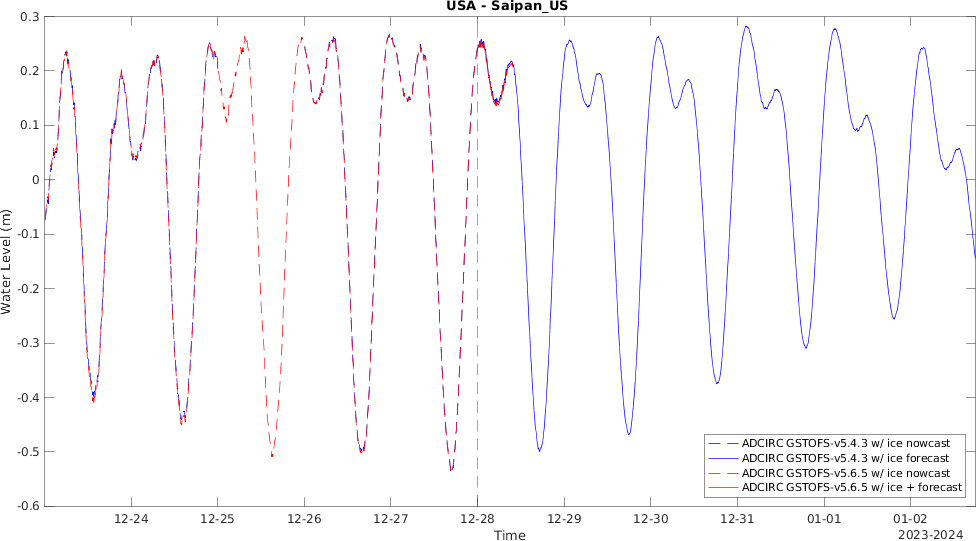 USA - Saipan_US
0.3
0.2
0.1
0
-0.1
-0.2
-0.3
-0.4
-0.5
-0.6
Water Level (m)
12-24 12-25 12-26 12-27 12-28 12-29 12-30 12-31 01-01 01-02
Time
2023-2024
ADCIRC GSTOFS-v5.4.3 w/ ice nowcast
ADCIRC GSTOFS-v5.4.3 w/ ice forecast
ADCIRC GSTOFS-v5.6.5 w/ ice nowcast
ADCIRC GSTOFS-v5.6.5 w/ ice + forecast